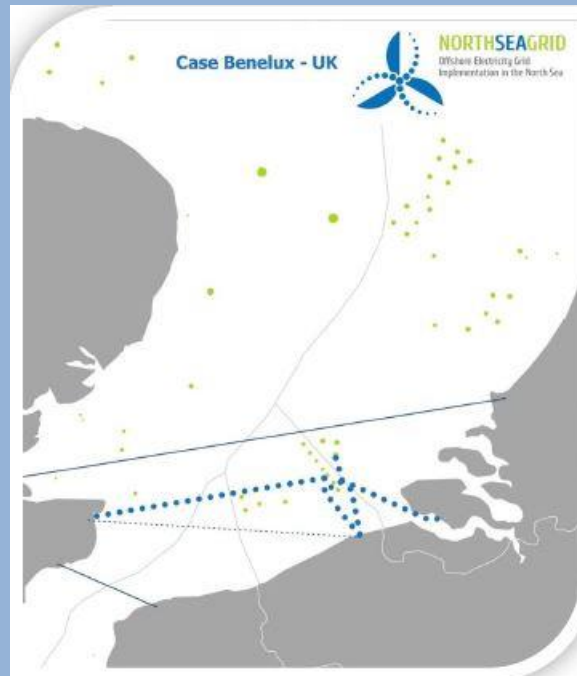 Case Benelux - UK
NORTHSEAGRID
Offshore Electricity Grid
Implementation in the North Sea